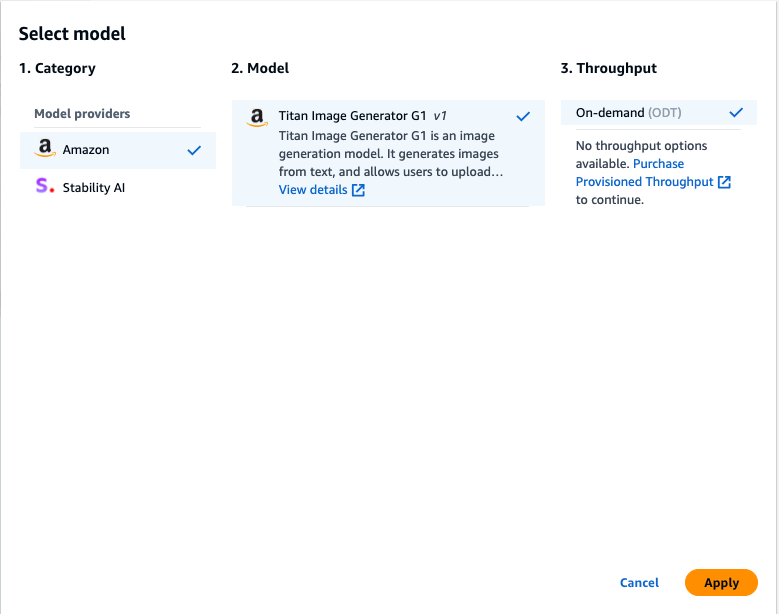 Select model
1. Category
2. Model
3. Throughput
Model providers
Amazon
Stability AI
Titan Image Generator G1 v1
Titan Image Generator G1 is an image
generation model. It generates images
from text, and allows users to upload...
View details
On-demand (ODT)
No throughput options
available. Purchase
Provisioned Throughput
to continue.
Cancel
Apply